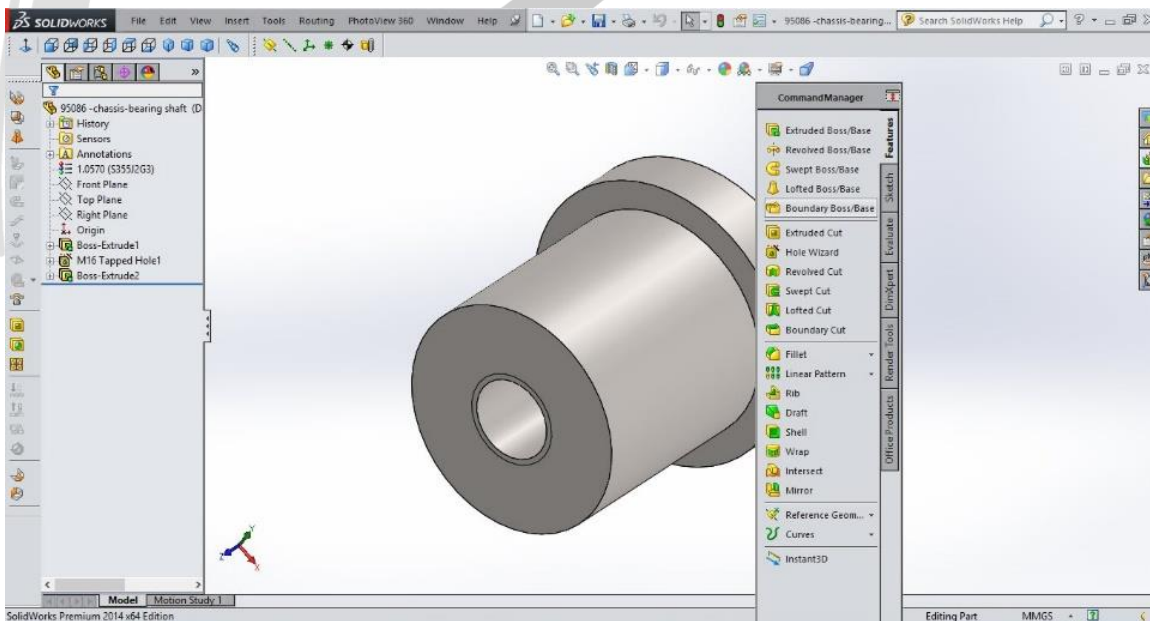 SOLIDWORKS File Edit View Insert Tools Routing PhotoView 360 Window Help 95086 -chassis-bearing... Search SolidWorks Help
95086 -chassis-bearing shaft (D
History
Sensors
Annotations
1.0570 (S355J2G3)
Front Plane
Top Plane
Right Plane
Origin
Boss-Extrude1
M16 Tapped Hole1
Boss-Extrude2
CommandManager
Extruded Boss/Base
Revolved Boss/Base
Swept Boss/Base
Lofted Boss/Base
Boundary Boss/Base
Extruded Cut
Hole Wizard
Revolved Cut
Swept Cut
Lofted Cut
Boundary Cut
Fillet
Linear Pattern
Rib
Draft
Shell
Wrap
Intersect
Mirror
Reference Geom...
Curves
Instant3D
Features
Sketch
Evaluate
DimXpert
Render Tools
Office Products
Y
Z
X
Model Motion Study 1
SolidWorks Premium 2014 x64 Edition Editing Part MMGS